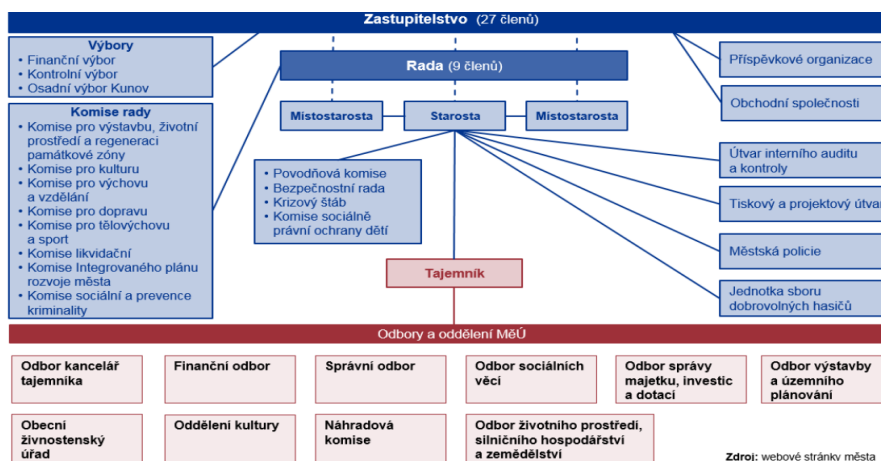 Zastupitelstvo (27 členů)
Výbory
• Finanční výbor
• Kontrolní výbor
• Osadní výbor Kunov
Rada (9 členů)
Příspěvkové organizace
Obchodní společnosti
Komise rady
• Komise pro výstavbu, životní
prostředí a regeneraci
památkové zóny
• Komise pro kulturu
• Komise pro výchovu
a vzdělání
• Komise pro dopravu
• Komise pro tělovýchovu
a sport
• Komise likvidační
• Komise Integrovaného plánu
rozvoje města
• Komise sociální a prevence
kriminality
Místostarosta
Starosta
Místostarosta
• Povodňová komise
• Bezpečnostní rada
• Krizový štáb
• Komise sociálně
právní ochrany dětí
Útvar interního auditu
a kontroly
Tiskový a projektový útvar
Městská policie
Jednotka sboru
dobrovolných hasičů
Tajemník
Odbory a oddělení MěÚ
Odbor kancelář
tajemníka
Finanční odbor
Správní odbor
Odbor sociálních
věcí
Odbor správy
majetku, investic
a dotací
Odbor výstavby
a územního
plánování
Obecní
živnostenský
úřad
Oddělení kultury
Náhradová
komise
Odbor životního prostředí,
silničního hospodářství
a zemědělství
Zdroj: webové stránky města